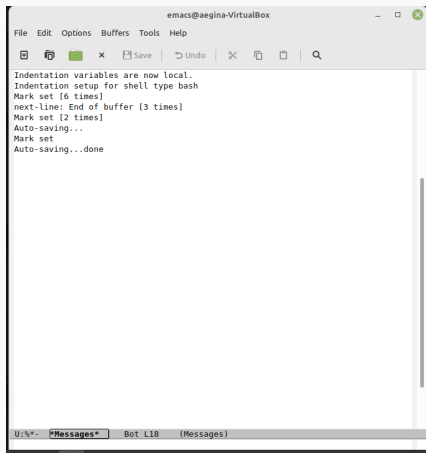 emacs@aegina-VirtualBox
File Edit Options Buffers Tools Help
Save Undo
Indentation variables are now local.
Indentation setup for shell type bash
Mark set [6 times]
next-line: End of buffer [3 times]
Mark set [2 times]
Auto-saving...
Mark set
Auto-saving...done
U:%*- *Messages* Bot L18 (Messages)